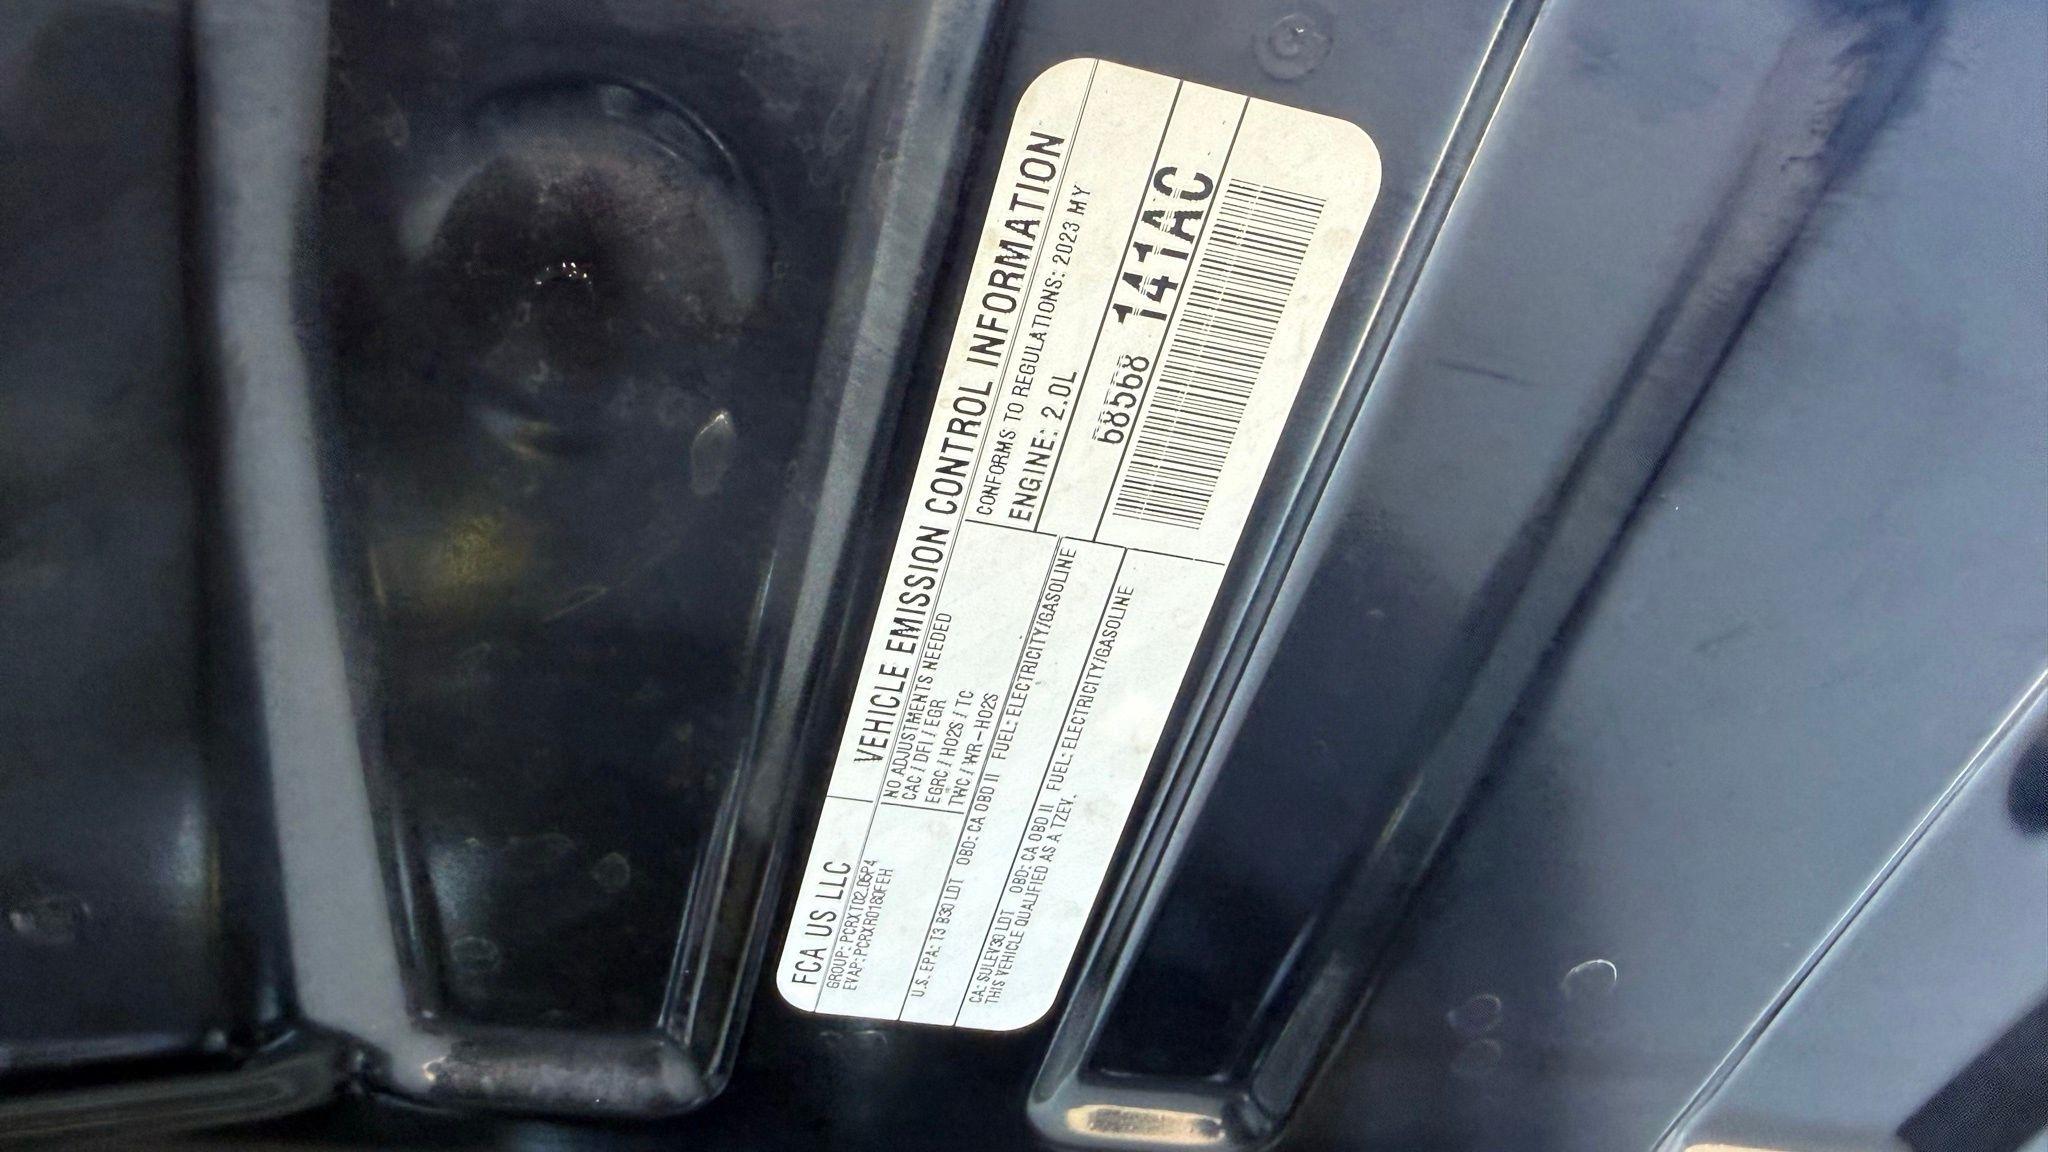 FCA US LLC
VEHICLE EMISSION CONTROL INFORMATION
GROUP: PCRXT02.05P4
EVAP: PCRXR0160FEH
NO ADJUSTMENTS NEEDED
CAC / DFI / EGR
EGRC / HO2S / TC
TWC / WR-HO2S
CONFORMS TO REGULATIONS: 2023 MY
ENGINE: 2.0L
U.S. EPA: T3 B30 LDT OBD: CA OBD II FUEL: ELECTRICITY/GASOLINE
CA: SULEV30 LDT OBD: CA OBD II FUEL: ELECTRICITY/GASOLINE
THIS VEHICLE QUALIFIED AS A TZEV.
68568 141AC